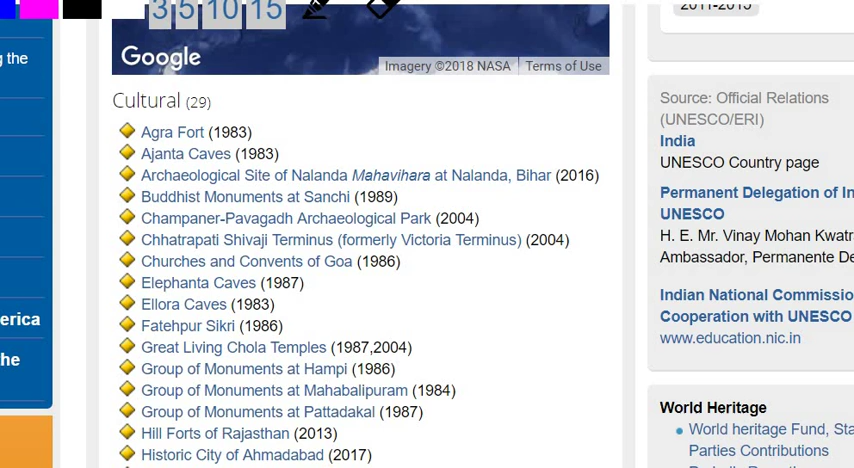 3 5 10 15
Google
Imagery ©2018 NASA
Terms of Use
Cultural (29)
Agra Fort (1983)
Ajanta Caves (1983)
Archaeological Site of Nalanda Mahavihara at Nalanda, Bihar (2016)
Buddhist Monuments at Sanchi (1989)
Champaner-Pavagadh Archaeological Park (2004)
Chhatrapati Shivaji Terminus (formerly Victoria Terminus) (2004)
Churches and Convents of Goa (1986)
Elephanta Caves (1987)
Ellora Caves (1983)
Fatehpur Sikri (1986)
Great Living Chola Temples (1987,2004)
Group of Monuments at Hampi (1986)
Group of Monuments at Mahabalipuram (1984)
Group of Monuments at Pattadakal (1987)
Hill Forts of Rajasthan (2013)
Historic City of Ahmadabad (2017)
g the
erica
he
2011-2015
Source: Official Relations
(UNESCO/ERI)
India
UNESCO Country page
Permanent Delegation of In
UNESCO
H. E. Mr. Vinay Mohan Kwatr
Ambassador, Permanente De
Indian National Commissio
Cooperation with UNESCO
www.education.nic.in
World Heritage
World heritage Fund, Sta
Parties Contributions